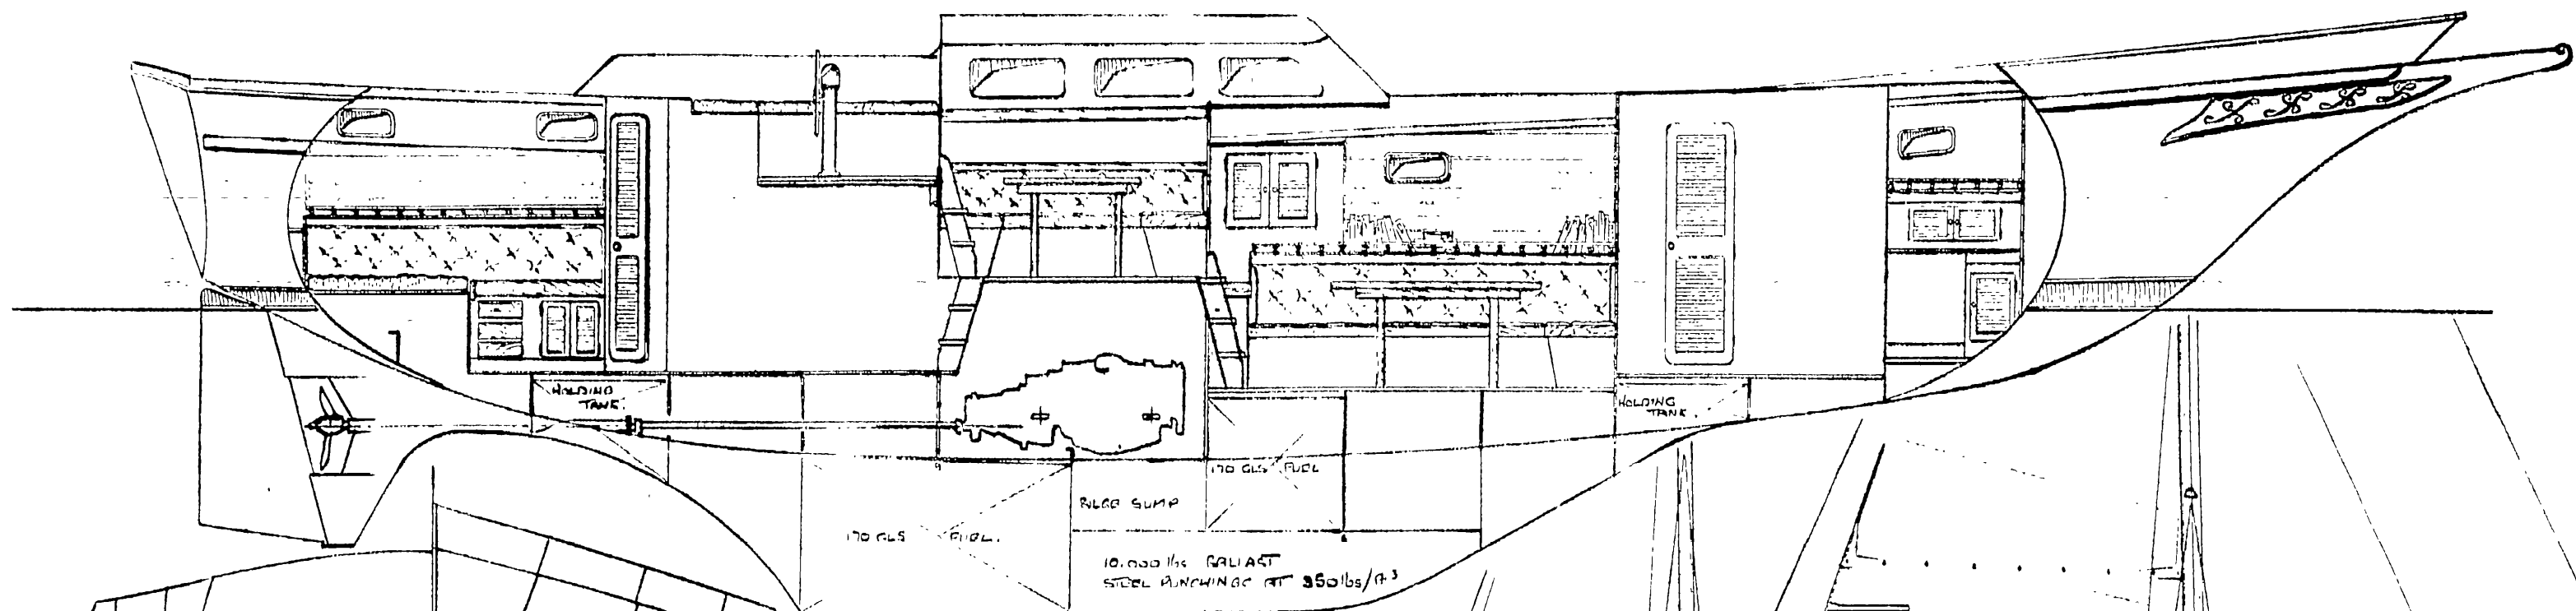 HOLDING
TANK.
HOLDING
TANK.
170 GLS FUEL
BILGE SUMP
170 GLS FUEL.
10,000 lbs BALLAST
STEEL PUNCHINGS AT 350 lbs/ft³